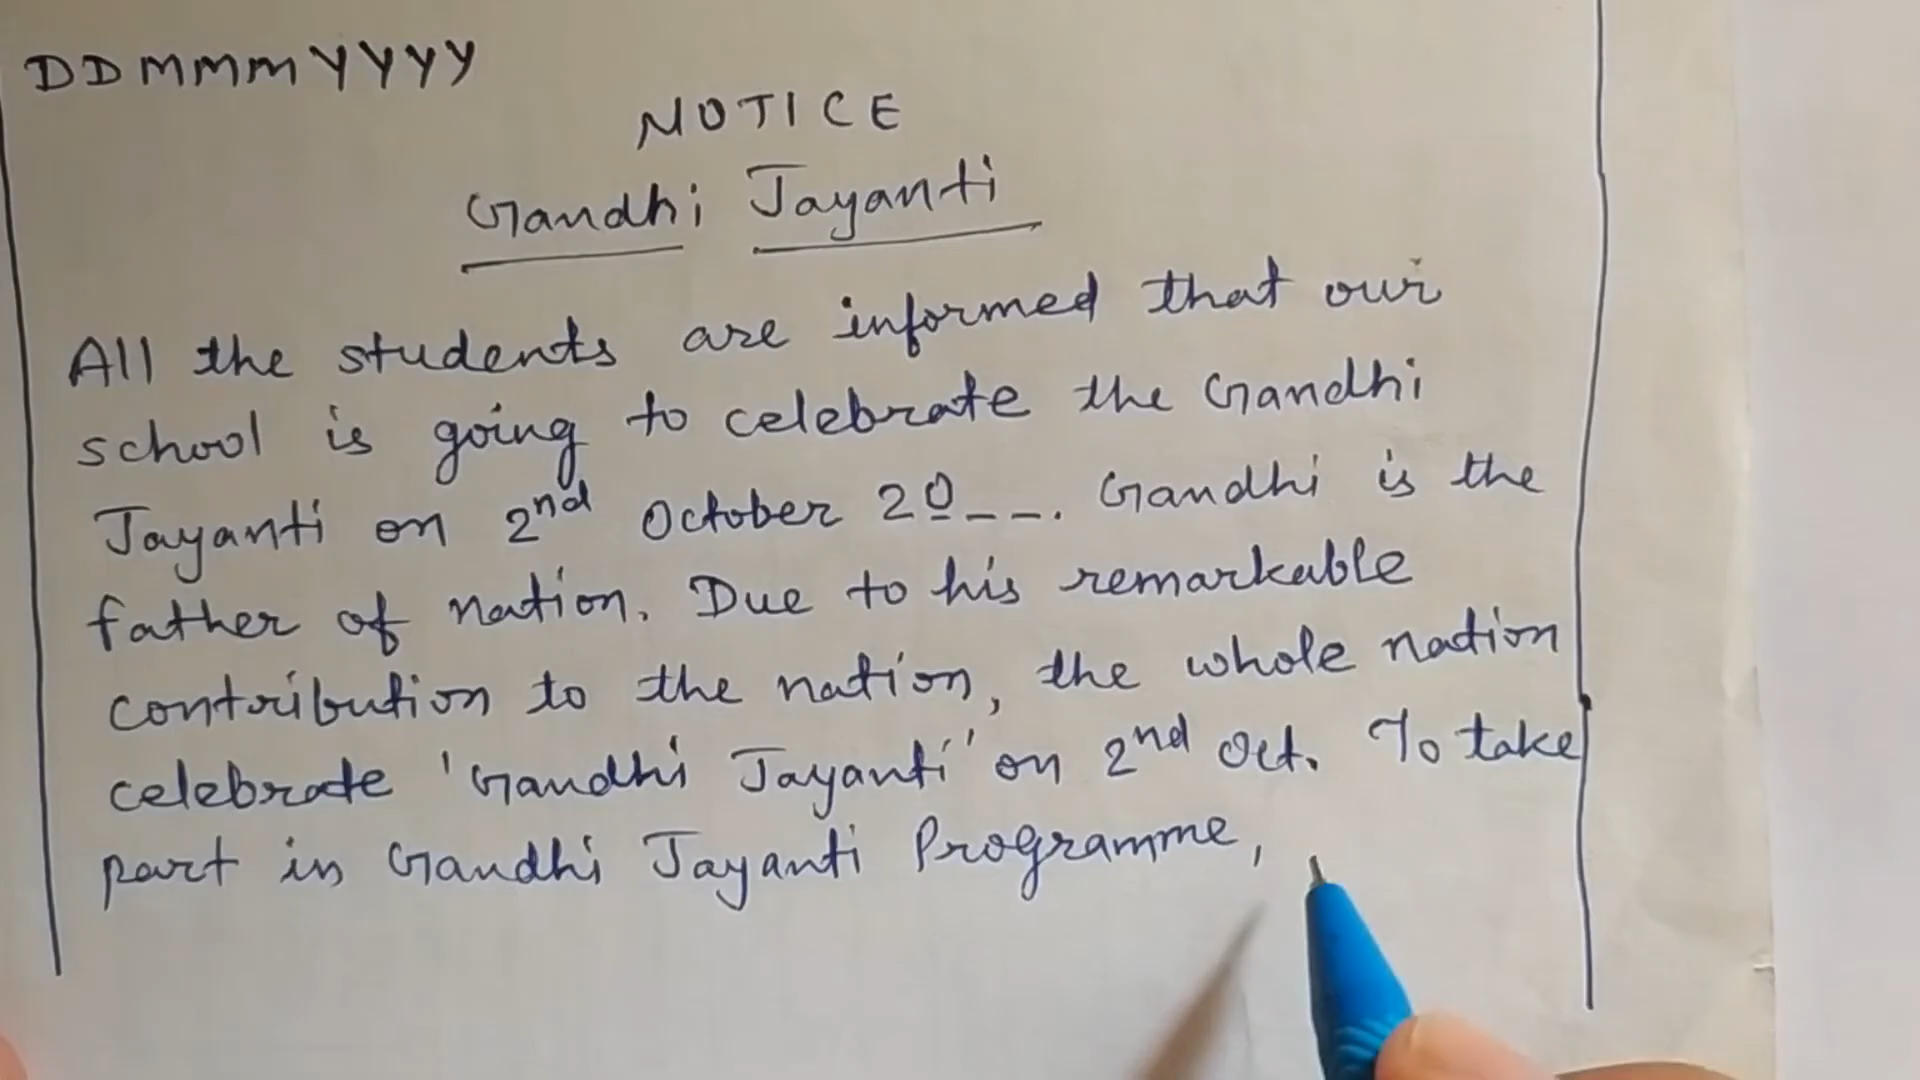 DDMMMYYYY
NOTICE
Gandhi Jayanti
All the students are informed that our
school is going to celebrate the Gandhi
Jayanti on 2nd October 20__. Gandhi is the
father of nation. Due to his remarkable
contribution to the nation, the whole nation
celebrate 'Gandhi Jayanti' on 2nd Oct. To take
part in Gandhi Jayanti Programme,